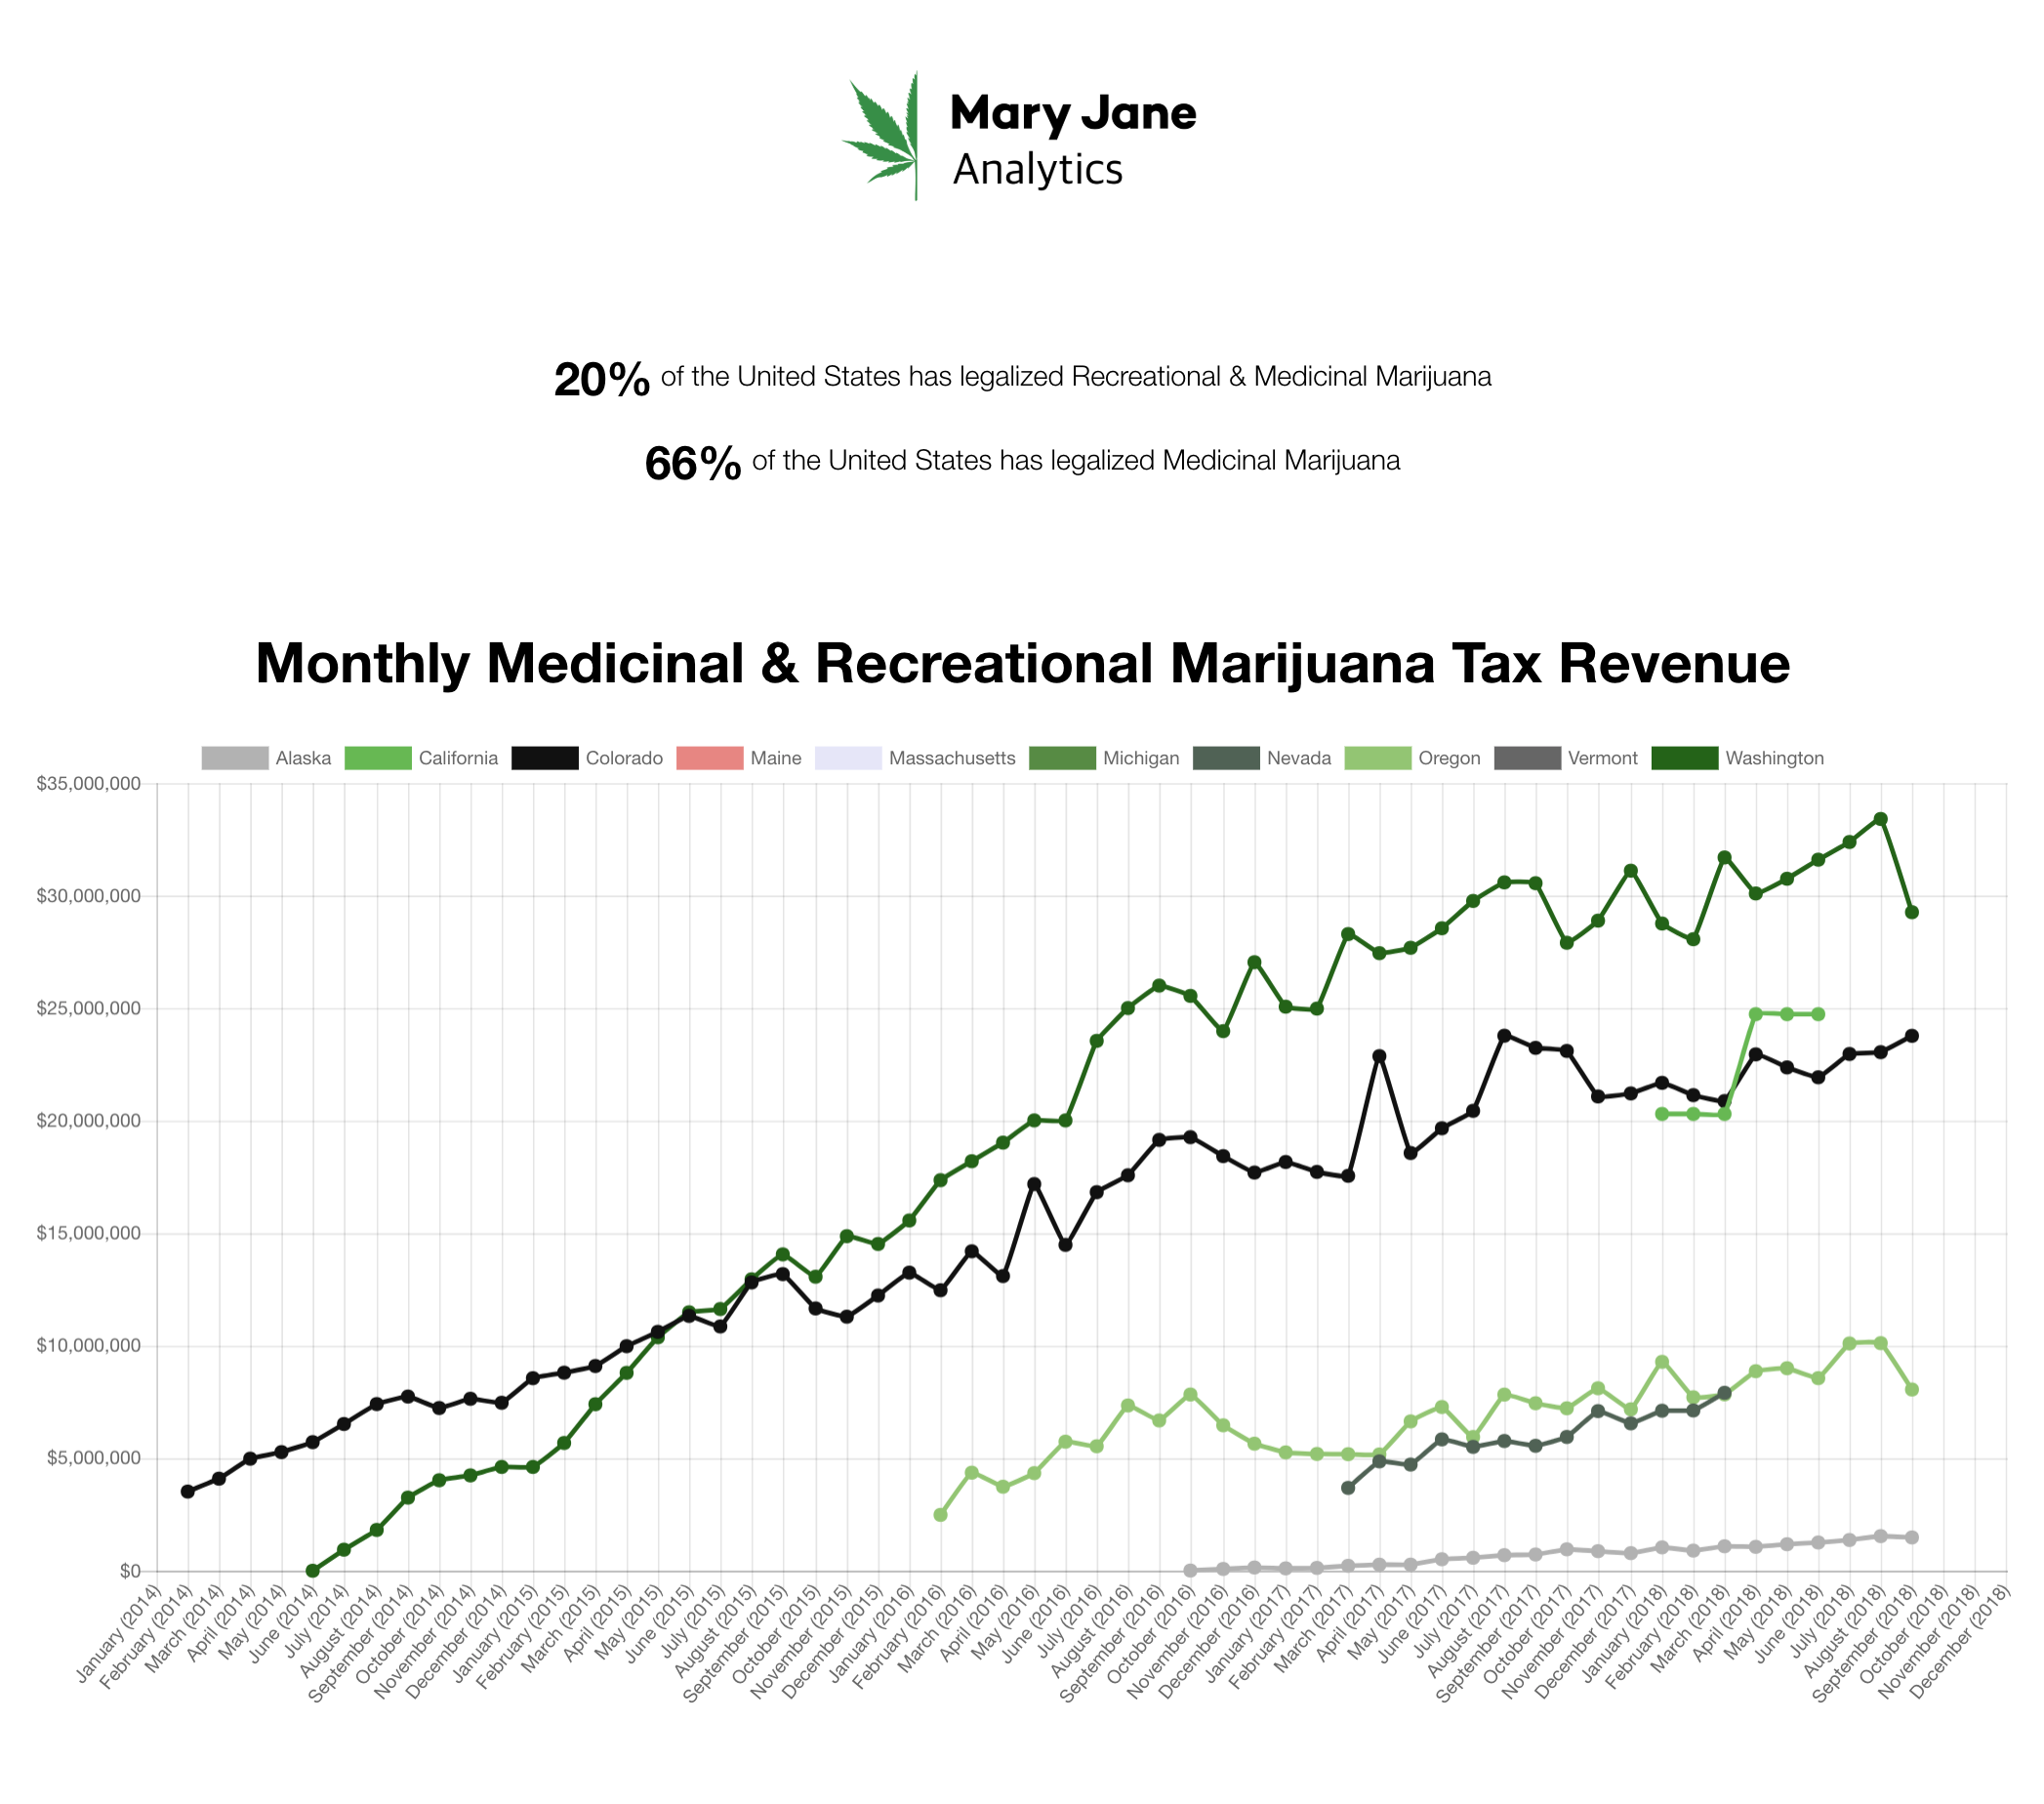 Mary Jane
Analytics
20% of the United States has legalized Recreational & Medicinal Marijuana
66% of the United States has legalized Medicinal Marijuana
Monthly Medicinal & Recreational Marijuana Tax Revenue
Alaska California Colorado Maine Massachusetts Michigan Nevada Oregon Vermont Washington
$35,000,000
$30,000,000
$25,000,000
$20,000,000
$15,000,000
$10,000,000
$5,000,000
$0
January (2014)
February (2014)
March (2014)
April (2014)
May (2014)
June (2014)
July (2014)
August (2014)
September (2014)
October (2014)
November (2014)
December (2014)
January (2015)
February (2015)
March (2015)
April (2015)
May (2015)
June (2015)
July (2015)
August (2015)
September (2015)
October (2015)
November (2015)
December (2015)
January (2016)
February (2016)
March (2016)
April (2016)
May (2016)
June (2016)
July (2016)
August (2016)
September (2016)
October (2016)
November (2016)
December (2016)
January (2017)
February (2017)
March (2017)
April (2017)
May (2017)
June (2017)
July (2017)
August (2017)
September (2017)
October (2017)
November (2017)
December (2017)
January (2018)
February (2018)
March (2018)
April (2018)
May (2018)
June (2018)
July (2018)
August (2018)
September (2018)
October (2018)
November (2018)
December (2018)